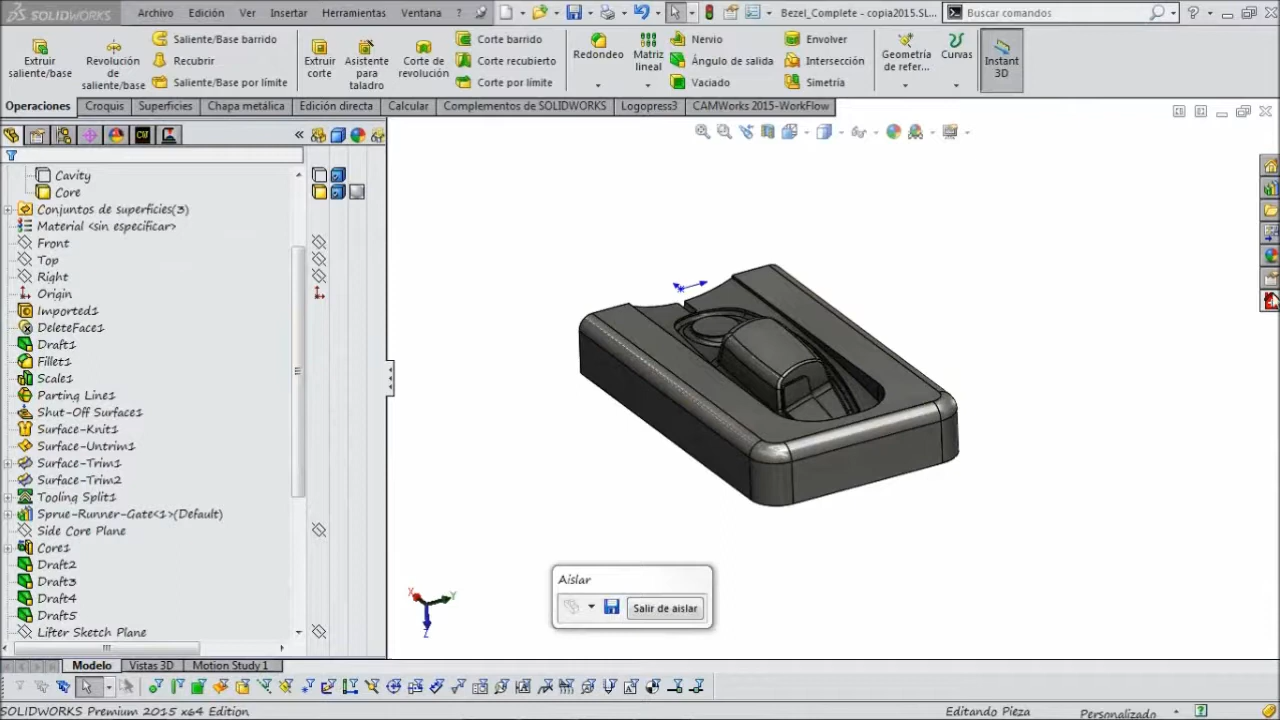 SOLIDWORKS Archivo Edición Ver Insertar Herramientas Ventana ? Bezel_Complete - copia2015.SL... Buscar comandos ?
Extruir saliente/base
Revolución de saliente/base
Saliente/Base barrido
Recubrir
Saliente/Base por límite
Extruir corte
Asistente para taladro
Corte de revolución
Corte barrido
Corte recubierto
Corte por límite
Redondeo
Matriz lineal
Nervio
Ángulo de salida
Vaciado
Envolver
Intersección
Simetría
Geometría de refer...
Curvas
Instant 3D
Operaciones Croquis Superficies Chapa metálica Edición directa Calcular Complementos de SOLIDWORKS Logopress3 CAMWorks 2015-WorkFlow
Cavity
Core
Conjuntos de superficies(3)
Material <sin especificar>
Front
Top
Right
Origin
Imported1
DeleteFace1
Draft1
Fillet1
Scale1
Parting Line1
Shut-Off Surface1
Surface-Knit1
Surface-Untrim1
Surface-Trim1
Surface-Trim2
Tooling Split1
Sprue-Runner-Gate<1>(Default)
Side Core Plane
Core1
Draft2
Draft3
Draft4
Draft5
Lifter Sketch Plane
Aislar
Salir de aislar
X Y Z
Modelo Vistas 3D Motion Study 1
SOLIDWORKS Premium 2015 x64 Edition Editando Pieza Personalizado